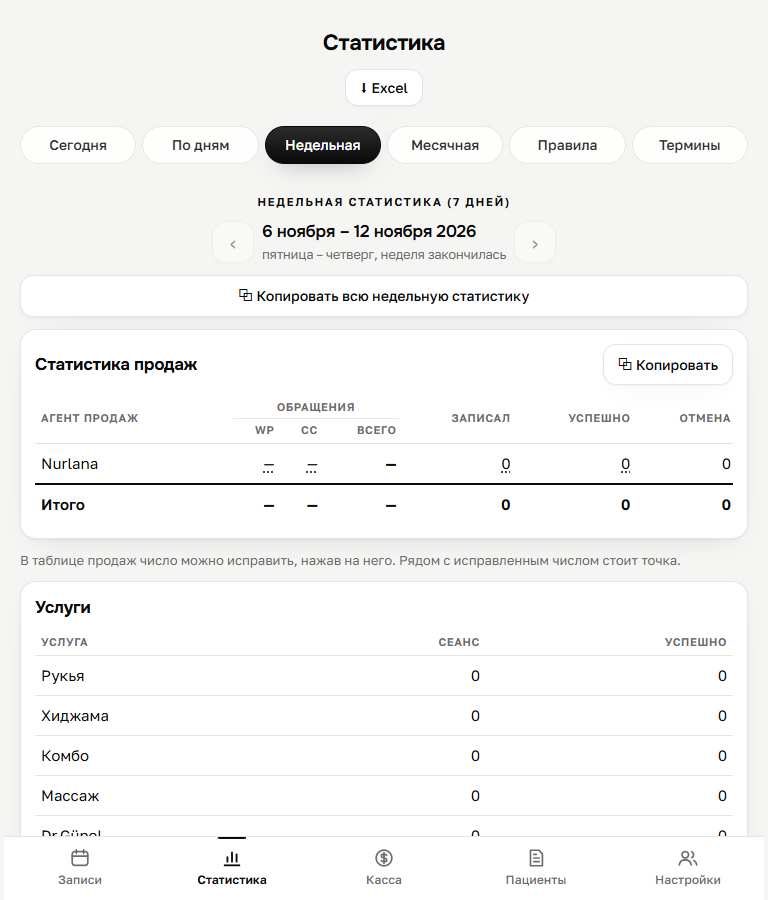 Статистика
⭳ Excel
Сегодня По дням Недельная Месячная Правила Термины
НЕДЕЛЬНАЯ СТАТИСТИКА (7 ДНЕЙ)
‹ 6 ноября – 12 ноября 2026 ›
пятница – четверг, неделя закончилась
Копировать всю недельную статистику
Статистика продаж Копировать
АГЕНТ ПРОДАЖ ОБРАЩЕНИЯ ЗАПИСАЛ УСПЕШНО ОТМЕНА
WP CC ВСЕГО
Nurlana – – – 0 0 0
Итого – – – 0 0 0
В таблице продаж число можно исправить, нажав на него. Рядом с исправленным числом стоит точка.
Услуги
УСЛУГА СЕАНС УСПЕШНО
Рукья 0 0
Хиджама 0 0
Комбо 0 0
Массаж 0 0
Dr.Günel 0 0
Записи Статистика Касса Пациенты Настройки